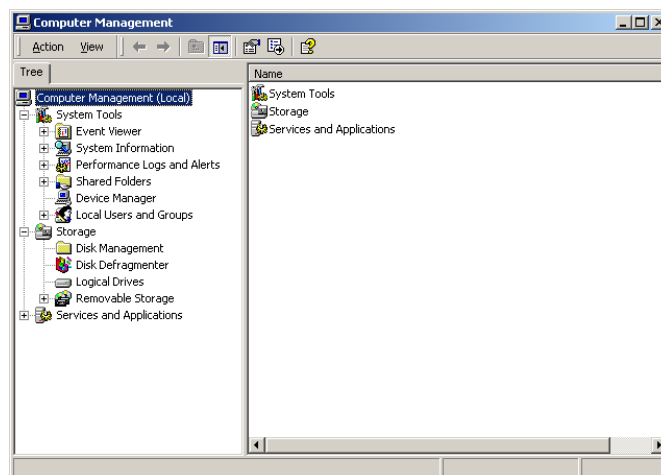 Computer Management
Action View
Tree
Name
Computer Management (Local)
System Tools
Event Viewer
System Information
Performance Logs and Alerts
Shared Folders
Device Manager
Local Users and Groups
Storage
Disk Management
Disk Defragmenter
Logical Drives
Removable Storage
Services and Applications
System Tools
Storage
Services and Applications